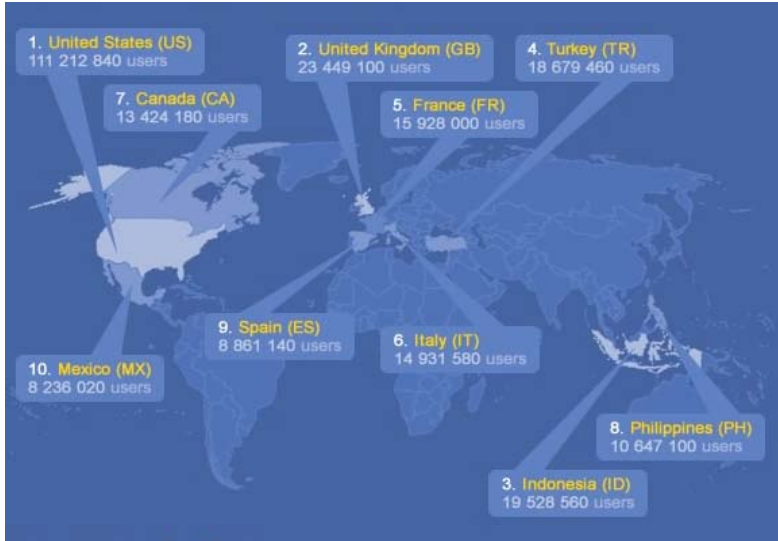 1. United States (US)
111 212 840 users
2. United Kingdom (GB)
23 449 100 users
4. Turkey (TR)
18 679 460 users
7. Canada (CA)
13 424 180 users
5. France (FR)
15 928 000 users
9. Spain (ES)
8 861 140 users
6. Italy (IT)
14 931 580 users
10. Mexico (MX)
8 236 020 users
8. Philippines (PH)
10 647 100 users
3. Indonesia (ID)
19 528 560 users